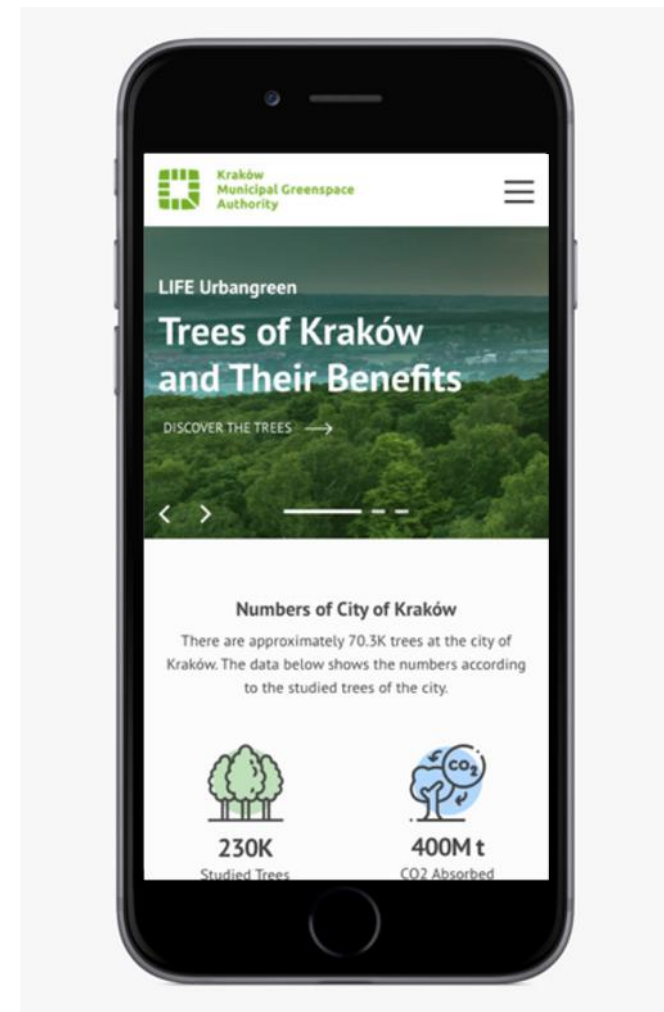 Kraków
Municipal Greenspace
Authority
LIFE Urbangreen
Trees of Kraków
and Their Benefits
DISCOVER THE TREES
Numbers of City of Kraków
There are approximately 70.3K trees at the city of
Kraków. The data below shows the numbers according
to the studied trees of the city.
CO2
230K
400M t
Studied Trees
CO2 Absorbed